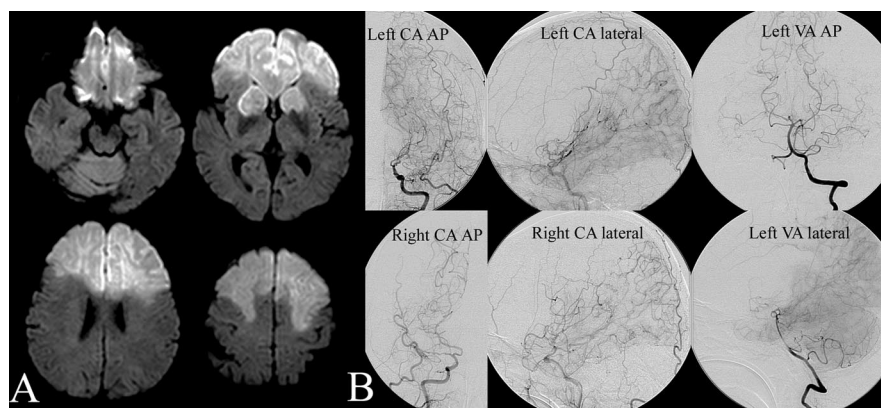 Left CA AP
Left CA lateral
Left VA AP
Right CA AP
Right CA lateral
Left VA lateral
A
B